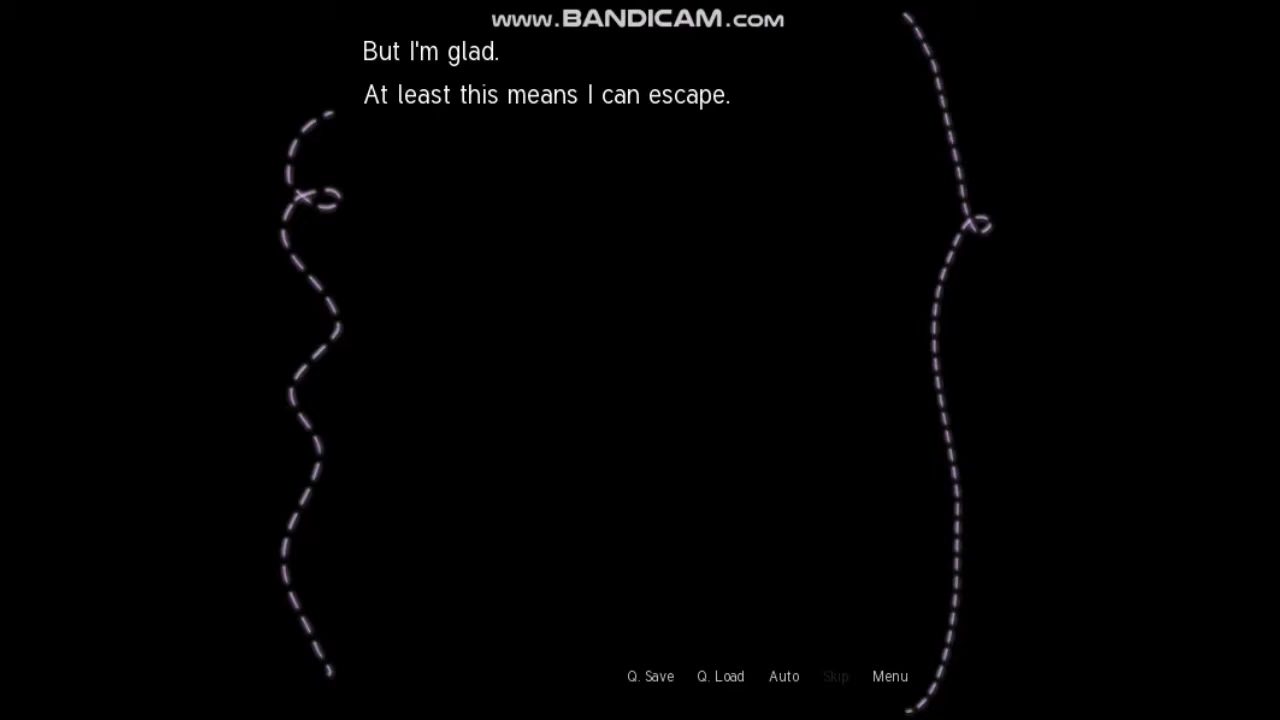 www.BANDICAM.com
But I'm glad.
At least this means I can escape.
Q. Save Q. Load Auto Skip Menu